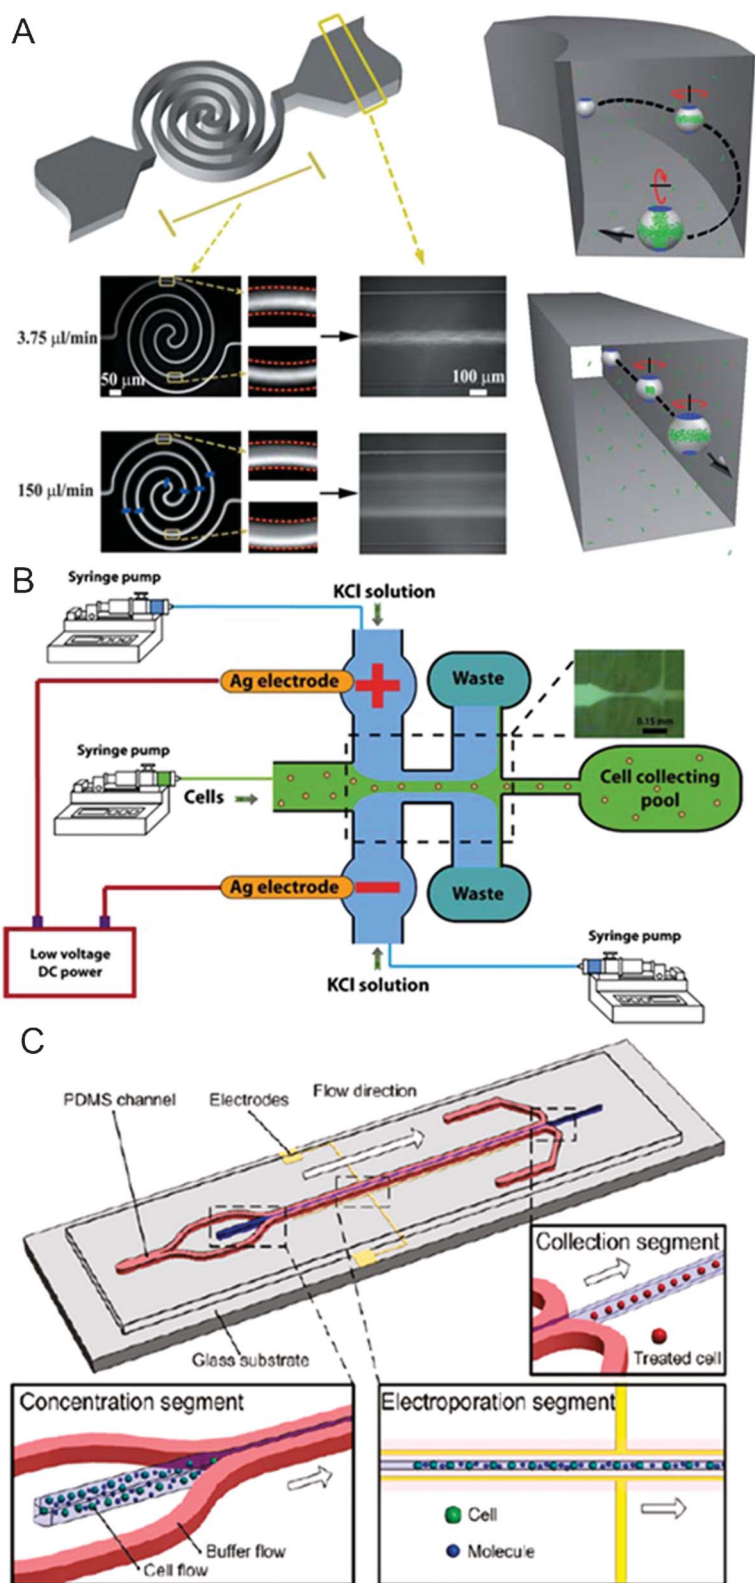 A
3.75 μl/min
50 μm
100 μm
150 μl/min
B
Syringe pump
KCl solution
Ag electrode
Waste
0.15 mm
Syringe pump
Cells
Cell collecting
pool
Ag electrode
Waste
Low voltage
DC power
KCl solution
Syringe pump
C
PDMS channel
Electrodes
Flow direction
Glass substrate
Collection segment
Treated cell
Concentration segment
Buffer flow
Cell flow
Electroporation segment
Cell
Molecule